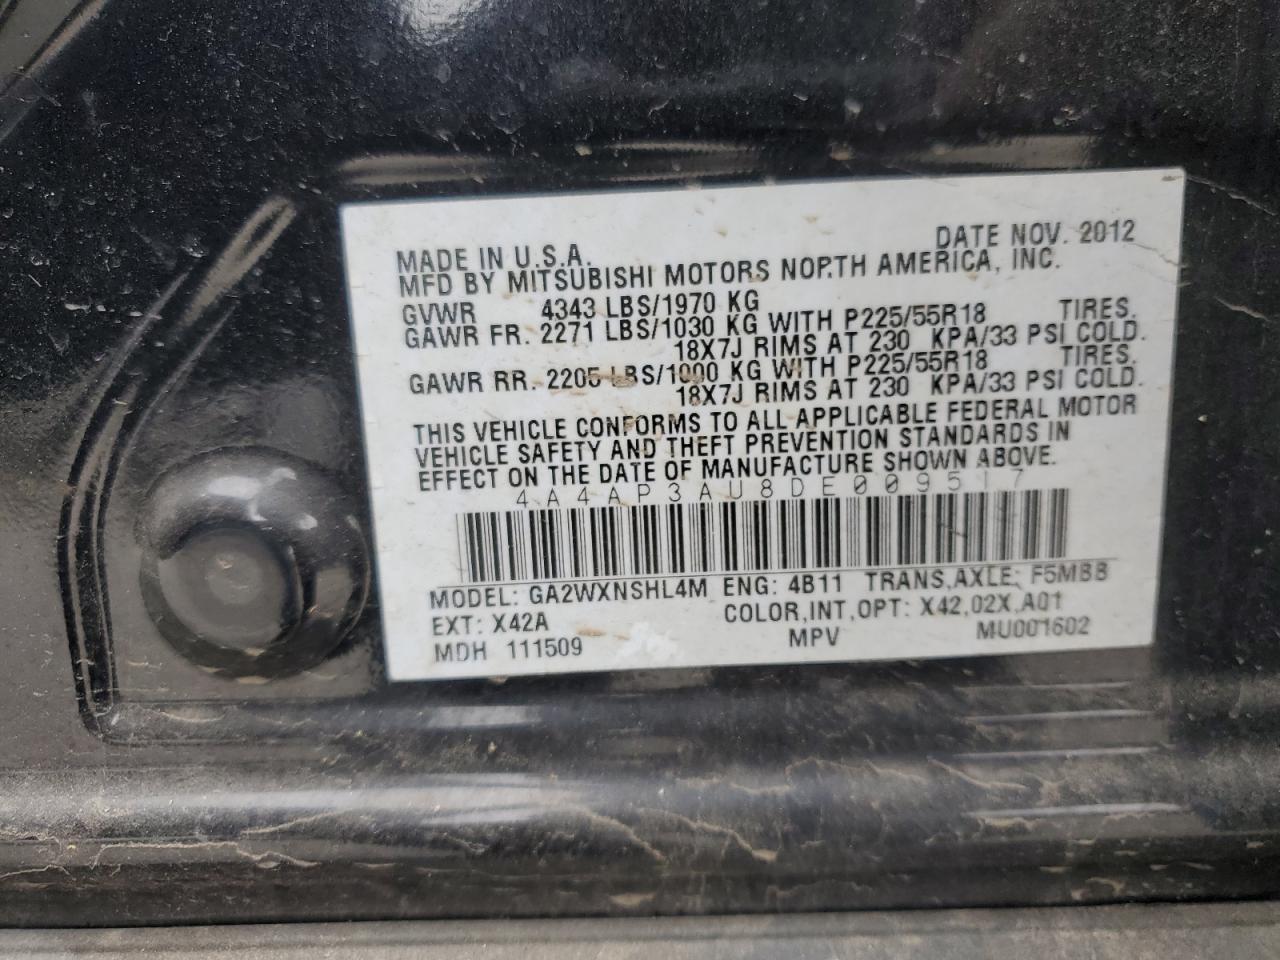 DATE NOV. 2012
MADE IN U.S.A.
MFD BY MITSUBISHI MOTORS NORTH AMERICA, INC.
GVWR 4343 LBS/1970 KG
GAWR FR. 2271 LBS/1030 KG WITH P225/55R18 TIRES.
18X7J RIMS AT 230 KPA/33 PSI COLD.
GAWR RR. 2205 LBS/1000 KG WITH P225/55R18 TIRES.
18X7J RIMS AT 230 KPA/33 PSI COLD.
THIS VEHICLE CONFORMS TO ALL APPLICABLE FEDERAL MOTOR
VEHICLE SAFETY AND THEFT PREVENTION STANDARDS IN
EFFECT ON THE DATE OF MANUFACTURE SHOWN ABOVE.
4A4AP3AU8DE009517
MODEL: GA2WXNSHL4M ENG: 4B11 TRANS,AXLE: F5MBB
EXT: X42A COLOR,INT,OPT: X42,02X,A01
MDH 111509 MPV MU001602